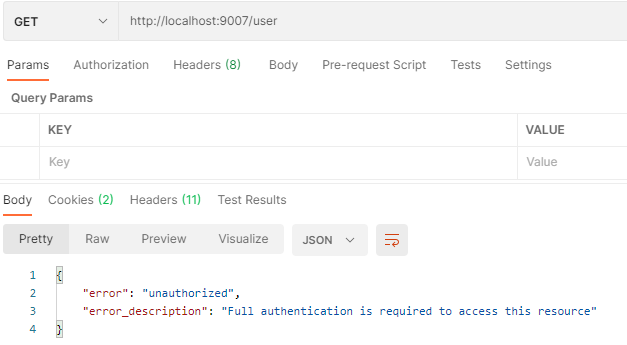 GET http://localhost:9007/user
Params Authorization Headers (8) Body Pre-request Script Tests Settings
Query Params
KEY VALUE
Key Value
Body Cookies (2) Headers (11) Test Results
Pretty Raw Preview Visualize JSON
1 {
2 "error": "unauthorized",
3 "error_description": "Full authentication is required to access this resource"
4 }